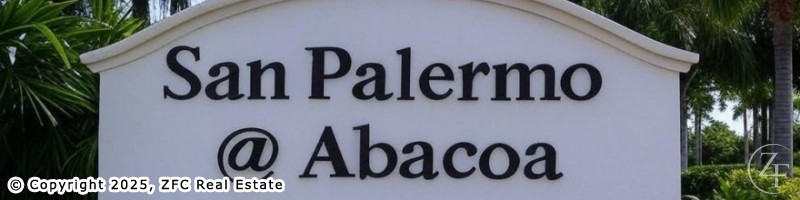 San Palermo
@ Abacoa
© Copyright 2025, ZFC Real Estate
ZF